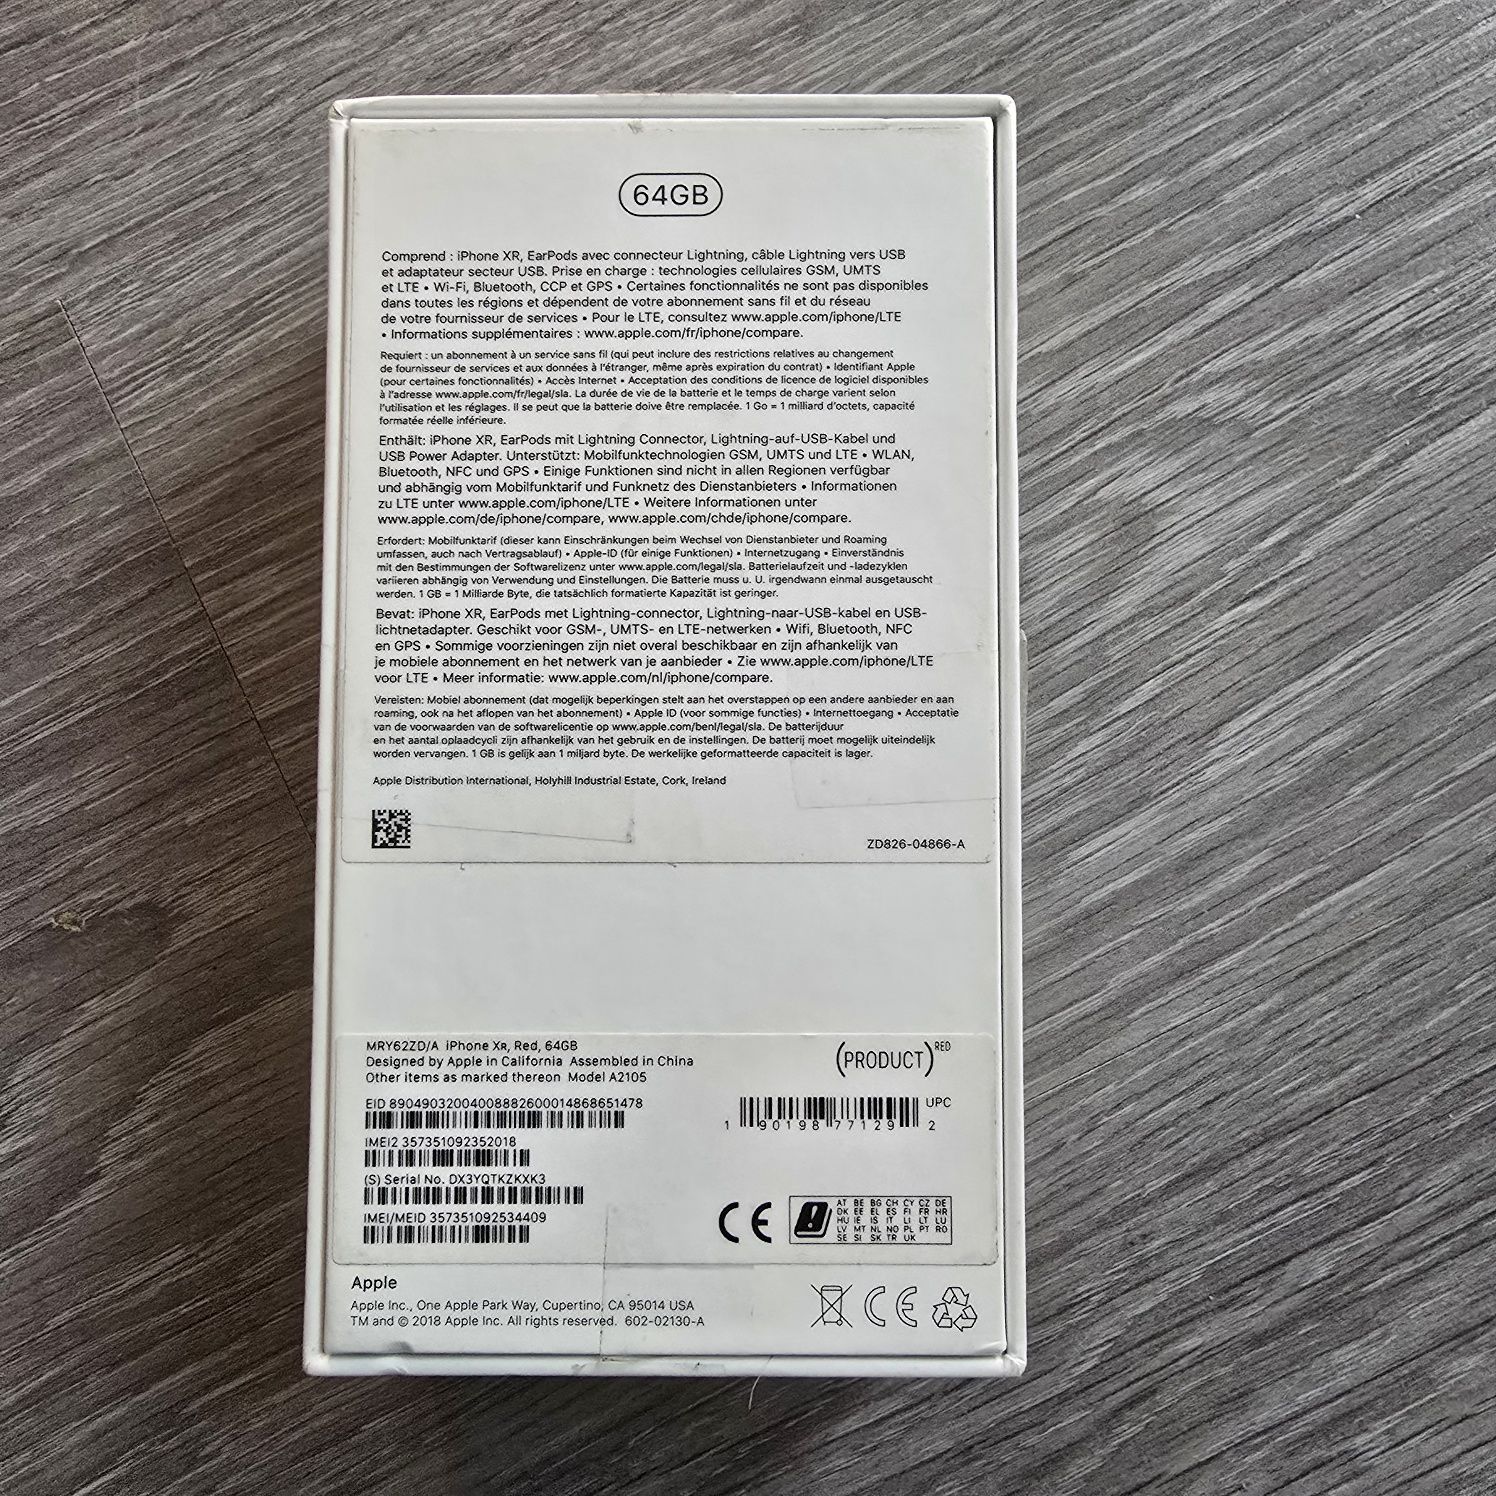 64GB
Comprend : iPhone XR, EarPods avec connecteur Lightning, câble Lightning vers USB
et adaptateur secteur USB. Prise en charge : technologies cellulaires GSM, UMTS
et LTE • Wi-Fi, Bluetooth, CCP et GPS • Certaines fonctionnalités ne sont pas disponibles
dans toutes les régions et dépendent de votre abonnement sans fil et du réseau
de votre fournisseur de services • Pour le LTE, consultez www.apple.com/iphone/LTE
• Informations supplémentaires : www.apple.com/fr/iphone/compare.
Requiert : un abonnement à un service sans fil (qui peut inclure des restrictions relatives au changement
de fournisseur de services et aux données à l'étranger, même après expiration du contrat) • Identifiant Apple
(pour certaines fonctionnalités) • Accès Internet • Acceptation des conditions de licence de logiciel disponibles
à l'adresse www.apple.com/fr/legal/sla. La durée de vie de la batterie et le temps de charge varient selon
l'utilisation et les réglages. Il se peut que la batterie doive être remplacée. 1 Go = 1 milliard d'octets, capacité
formatée réelle inférieure.
Enthält: iPhone XR, EarPods mit Lightning Connector, Lightning-auf-USB-Kabel und
USB Power Adapter. Unterstützt: Mobilfunktechnologien GSM, UMTS und LTE • WLAN,
Bluetooth, NFC und GPS • Einige Funktionen sind nicht in allen Regionen verfügbar
und abhängig vom Mobilfunktarif und Funknetz des Dienstanbieters • Informationen
zu LTE unter www.apple.com/iphone/LTE • Weitere Informationen unter
www.apple.com/de/iphone/compare, www.apple.com/chde/iphone/compare.
Erfordert: Mobilfunktarif (dieser kann Einschränkungen beim Wechsel von Dienstanbieter und Roaming
umfassen, auch nach Vertragsablauf) • Apple-ID (für einige Funktionen) • Internetzugang • Einverständnis
mit den Bestimmungen der Softwarelizenz unter www.apple.com/legal/sla. Batterielaufzeit und -ladezyklen
variieren abhängig von Verwendung und Einstellungen. Die Batterie muss u. U. irgendwann einmal ausgetauscht
werden. 1 GB = 1 Milliarde Byte, die tatsächlich formatierte Kapazität ist geringer.
Bevat: iPhone XR, EarPods met Lightning-connector, Lightning-naar-USB-kabel en USB-
lichtnetadapter. Geschikt voor GSM-, UMTS- en LTE-netwerken • Wifi, Bluetooth, NFC
en GPS • Sommige voorzieningen zijn niet overal beschikbaar en zijn afhankelijk van
je mobiele abonnement en het netwerk van je aanbieder • Zie www.apple.com/iphone/LTE
voor LTE • Meer informatie: www.apple.com/nl/iphone/compare.
Vereisten: Mobiel abonnement (dat mogelijk beperkingen stelt aan het overstappen op een andere aanbieder en aan
roaming, ook na het aflopen van het abonnement) • Apple ID (voor sommige functies) • Internettoegang • Acceptatie
van de voorwaarden van de softwarelicentie op www.apple.com/benl/legal/sla. De batterijduur
en het aantal oplaadcycli zijn afhankelijk van het gebruik en de instellingen. De batterij moet mogelijk uiteindelijk
worden vervangen. 1 GB is gelijk aan 1 miljard byte. De werkelijke geformatteerde capaciteit is lager.
Apple Distribution International, Holyhill Industrial Estate, Cork, Ireland
ZD826-04866-A
MRY62ZD/A iPhone XR, Red, 64GB
Designed by Apple in California Assembled in China
Other items as marked thereon Model A2105
(PRODUCT)RED
EID 89049032004008882600014868651478
UPC
1 90198 77129 2
IMEI2 357351092352018
(S) Serial No. DX3YQTKZKXK3
IMEI/MEID 357351092534409
CE
AT BE BG CH CY CZ DE
DK EE EL ES FI FR HR
HU IE IS IT LI LT LU
LV MT NL NO PL PT RO
SE SI SK TR UK
Apple
Apple Inc., One Apple Park Way, Cupertino, CA 95014 USA
TM and © 2018 Apple Inc. All rights reserved. 602-02130-A
CE